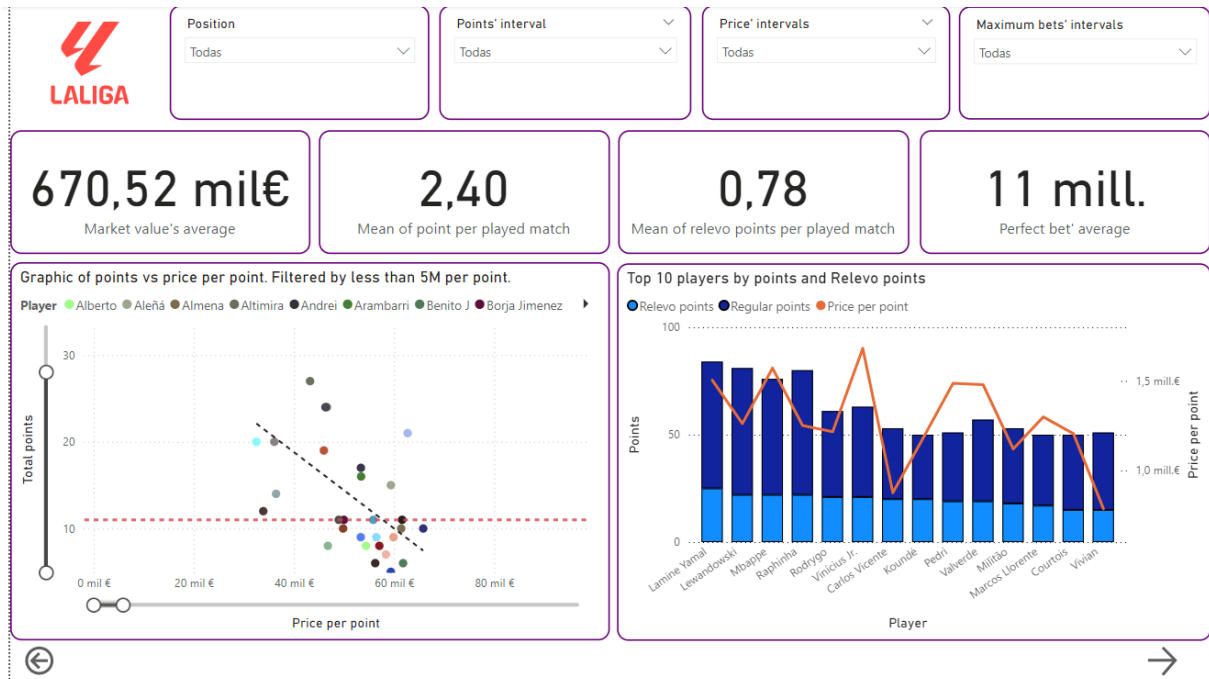 LALIGA
Position
Todas
Points' interval
Todas
Price' intervals
Todas
Maximum bets' intervals
Todas
670,52 mil€
Market value's average
2,40
Mean of point per played match
0,78
Mean of relevo points per played match
11 mill.
Perfect bet' average
Graphic of points vs price per point. Filtered by less than 5M per point.
Player Alberto Aleñá Almena Altimira Andrei Arambarri Benito J Borja Jimenez
Total points
30
20
10
0 mil € 20 mil € 40 mil € 60 mil € 80 mil €
Price per point
Top 10 players by points and Relevo points
Relevo points Regular points Price per point
Points
100
50
0
1,5 mill.€
1,0 mill.€
Price per point
Lamine Yamal
Lewandowski
Mbappe
Raphinha
Rodrygo
Vinicius Jr.
Carlos Vicente
Koundé
Pedri
Valverde
Militão
Marcos Llorente
Courtois
Vivian
Player